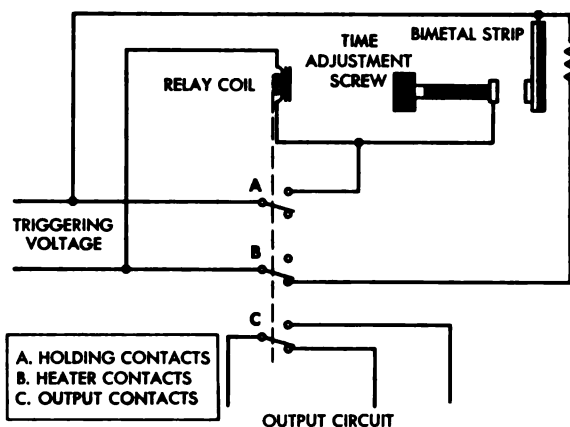 BIMETAL STRIP
TIME
ADJUSTMENT
SCREW
RELAY COIL
A
TRIGGERING
VOLTAGE
B
C
A. HOLDING CONTACTS
B. HEATER CONTACTS
C. OUTPUT CONTACTS
OUTPUT CIRCUIT